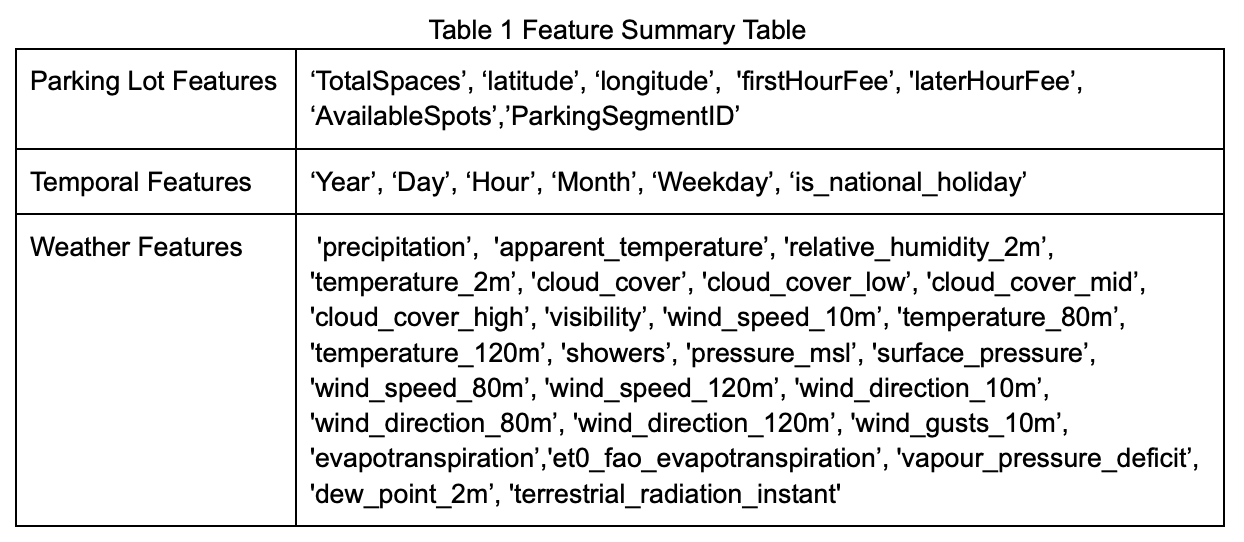 Table 1 Feature Summary Table
Parking Lot Features
‘TotalSpaces’, ‘latitude’, ‘longitude’,  'firstHourFee’, 'laterHourFee’,
‘AvailableSpots’,’ParkingSegmentID’
Temporal Features
‘Year’, ‘Day’, ‘Hour’, ‘Month’, ‘Weekday’, ‘is_national_holiday’
Weather Features
'precipitation’,  'apparent_temperature’, 'relative_humidity_2m’,
'temperature_2m’, 'cloud_cover’, 'cloud_cover_low’, 'cloud_cover_mid’,
'cloud_cover_high’, 'visibility’, 'wind_speed_10m’, 'temperature_80m’,
'temperature_120m’, 'showers’, 'pressure_msl’, 'surface_pressure’,
'wind_speed_80m’, 'wind_speed_120m’, 'wind_direction_10m’,
'wind_direction_80m’, 'wind_direction_120m’, 'wind_gusts_10m’,
'evapotranspiration’,'et0_fao_evapotranspiration’, 'vapour_pressure_deficit’,
'dew_point_2m’, 'terrestrial_radiation_instant'